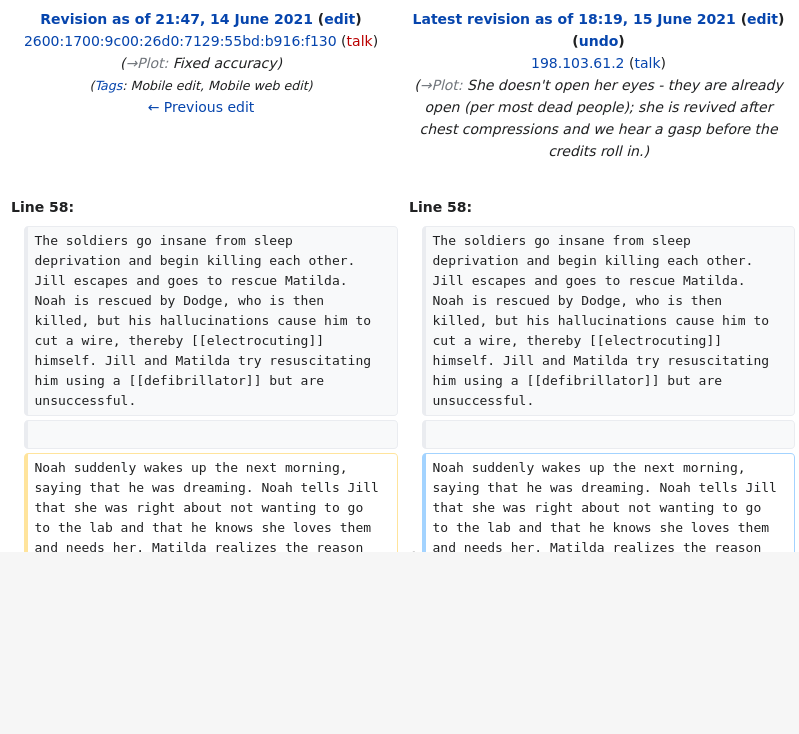 Revision as of 21:47, 14 June 2021 (edit)
2600:1700:9c00:26d0:7129:55bd:b916:f130 (talk)
(→Plot: Fixed accuracy)
(Tags: Mobile edit, Mobile web edit)
← Previous edit
Latest revision as of 18:19, 15 June 2021 (edit)
(undo)
198.103.61.2 (talk)
(→Plot: She doesn't open her eyes - they are already
open (per most dead people); she is revived after
chest compressions and we hear a gasp before the
credits roll in.)
Line 58:
The soldiers go insane from sleep
deprivation and begin killing each other.
Jill escapes and goes to rescue Matilda.
Noah is rescued by Dodge, who is then
killed, but his hallucinations cause him to
cut a wire, thereby [[electrocuting]]
himself. Jill and Matilda try resuscitating
him using a [[defibrillator]] but are
unsuccessful.
Noah suddenly wakes up the next morning,
saying that he was dreaming. Noah tells Jill
that she was right about not wanting to go
to the lab and that he knows she loves them
and needs her. Matilda realizes the reason
Line 58:
The soldiers go insane from sleep
deprivation and begin killing each other.
Jill escapes and goes to rescue Matilda.
Noah is rescued by Dodge, who is then
killed, but his hallucinations cause him to
cut a wire, thereby [[electrocuting]]
himself. Jill and Matilda try resuscitating
him using a [[defibrillator]] but are
unsuccessful.
Noah suddenly wakes up the next morning,
saying that he was dreaming. Noah tells Jill
that she was right about not wanting to go
to the lab and that he knows she loves them
and needs her. Matilda realizes the reason